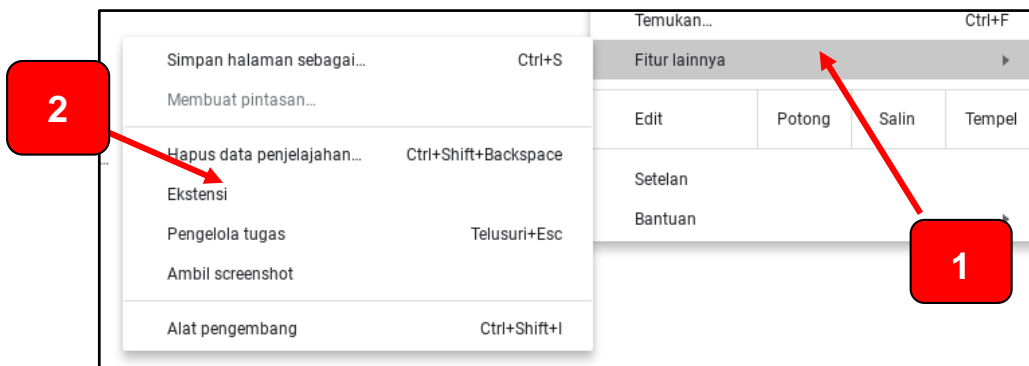 Temukan... Ctrl+F
Fitur lainnya
Edit Potong Salin Tempel
Setelan
Bantuan
1
Simpan halaman sebagai... Ctrl+S
Membuat pintasan...
2
Hapus data penjelajahan... Ctrl+Shift+Backspace
Ekstensi
Pengelola tugas Telusuri+Esc
Ambil screenshot
Alat pengembang Ctrl+Shift+I